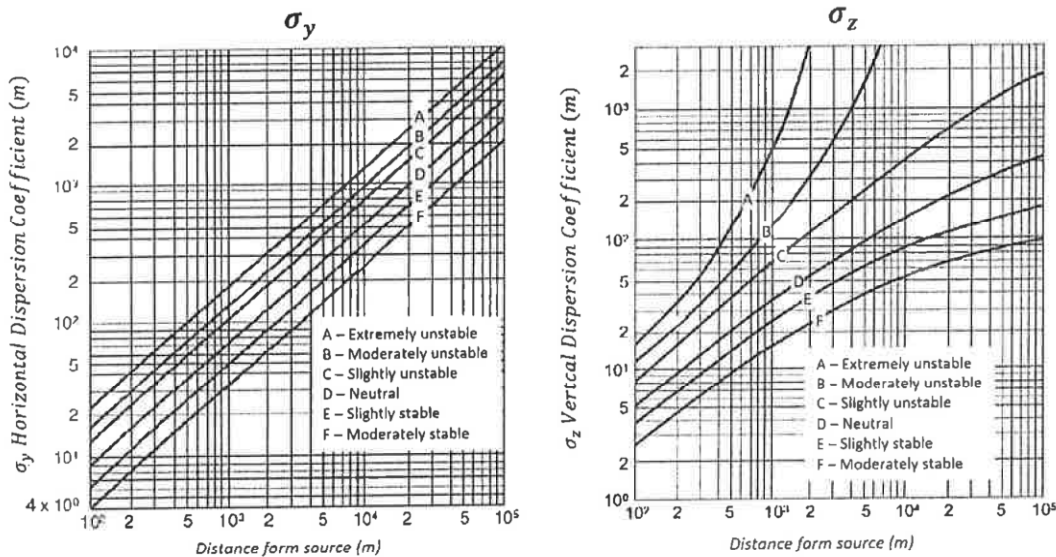 σy
σy Horizontal Dispersion Coefficient (m)
10⁴
5
2
10³
5
2
10²
5
2
10¹
4 x 10⁰
A
B
C
D
E
F
A – Extremely unstable
B – Moderately unstable
C – Slightly unstable
D – Neutral
E – Slightly stable
F – Moderately stable
10² 2 5 10³ 2 5 10⁴ 2 5 10⁵
Distance form source (m)
σz
σz Vertcal Dispersion Coefficient (m)
2
10³
5
2
10⁷
5
2
10¹
5
2
10⁰
A
B
C
D
E
F
A – Extremely unstable
B – Moderately unstable
C – Slightly unstable
D – Neutral
E – Slightly stable
F – Moderately stable
10⁷ 2 5 2 5 10⁴ 2 5 10⁵
Distance form source (m)